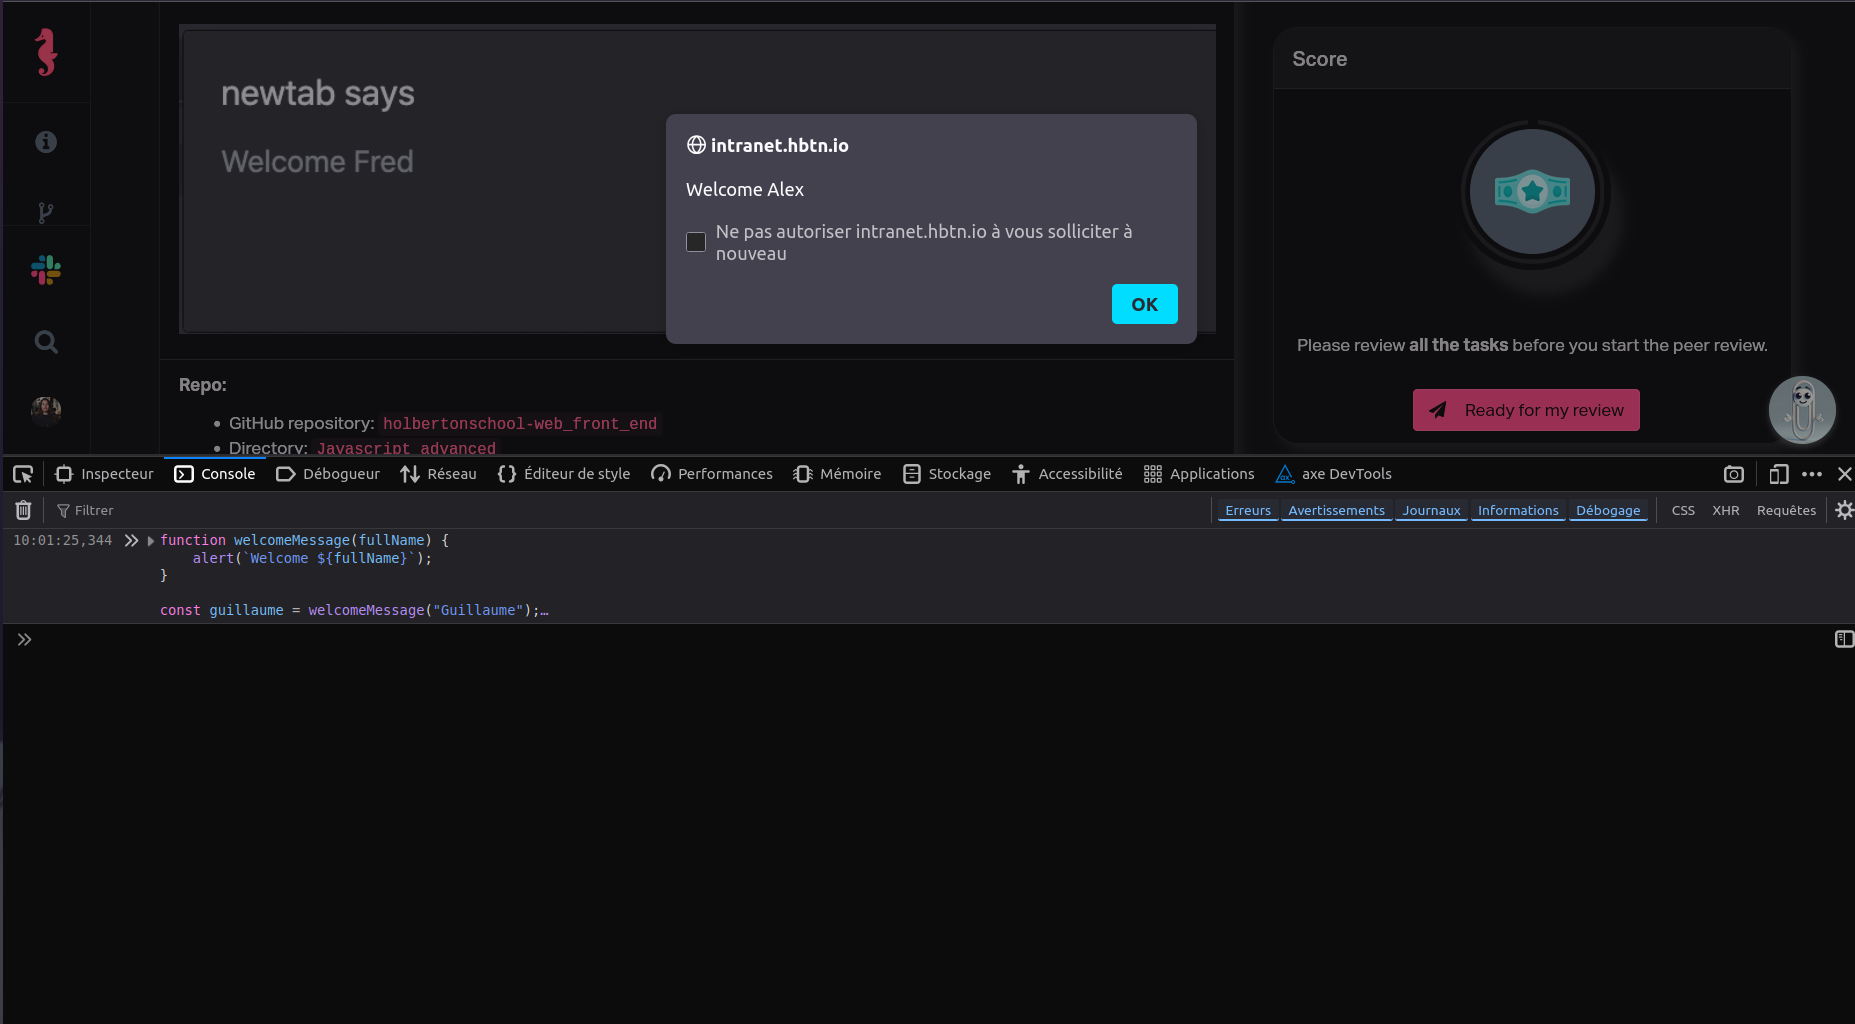 newtab says
Welcome Fred
intranet.hbtn.io
Welcome Alex
Ne pas autoriser intranet.hbtn.io à vous solliciter à
nouveau
OK
Score
Please review all the tasks before you start the peer review.
Ready for my review
Repo:
GitHub repository: holbertonschool-web_front_end
Directory: Javascript_advanced
Inspecteur Console Débogueur Réseau Éditeur de style Performances Mémoire Stockage Accessibilité Applications axe DevTools
Filtrer Erreurs Avertissements Journaux Informations Débogage CSS XHR Requêtes
10:01:25,344 function welcomeMessage(fullName) {
alert(`Welcome ${fullName}`);
}
const guillaume = welcomeMessage("Guillaume");…